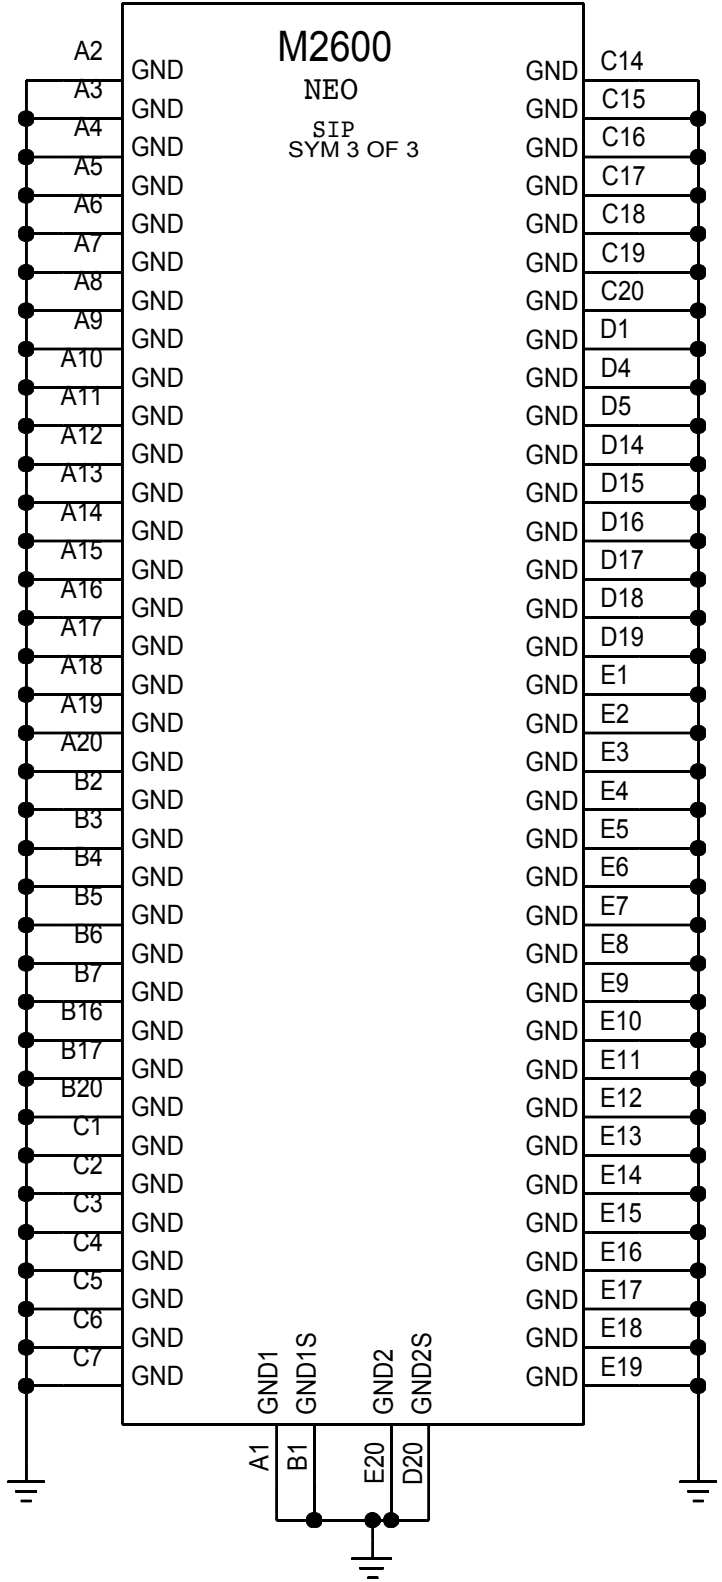 M2600
NEO
SIP
SYM 3 OF 3
A2 GND GND C14
A3 GND GND C15
A4 GND GND C16
A5 GND GND C17
A6 GND GND C18
A7 GND GND C19
A8 GND GND C20
A9 GND GND D1
A10 GND GND D4
A11 GND GND D5
A12 GND GND D14
A13 GND GND D15
A14 GND GND D16
A15 GND GND D17
A16 GND GND D18
A17 GND GND D19
A18 GND GND E1
A19 GND GND E2
A20 GND GND E3
B2 GND GND E4
B3 GND GND E5
B4 GND GND E6
B5 GND GND E7
B6 GND GND E8
B7 GND GND E9
B16 GND GND E10
B17 GND GND E11
B20 GND GND E12
C1 GND GND E13
C2 GND GND E14
C3 GND GND E15
C4 GND GND E16
C5 GND GND E17
C6 GND GND E18
C7 GND GND E19
GND1 GND1S GND2 GND2S
A1 B1 E20 D20